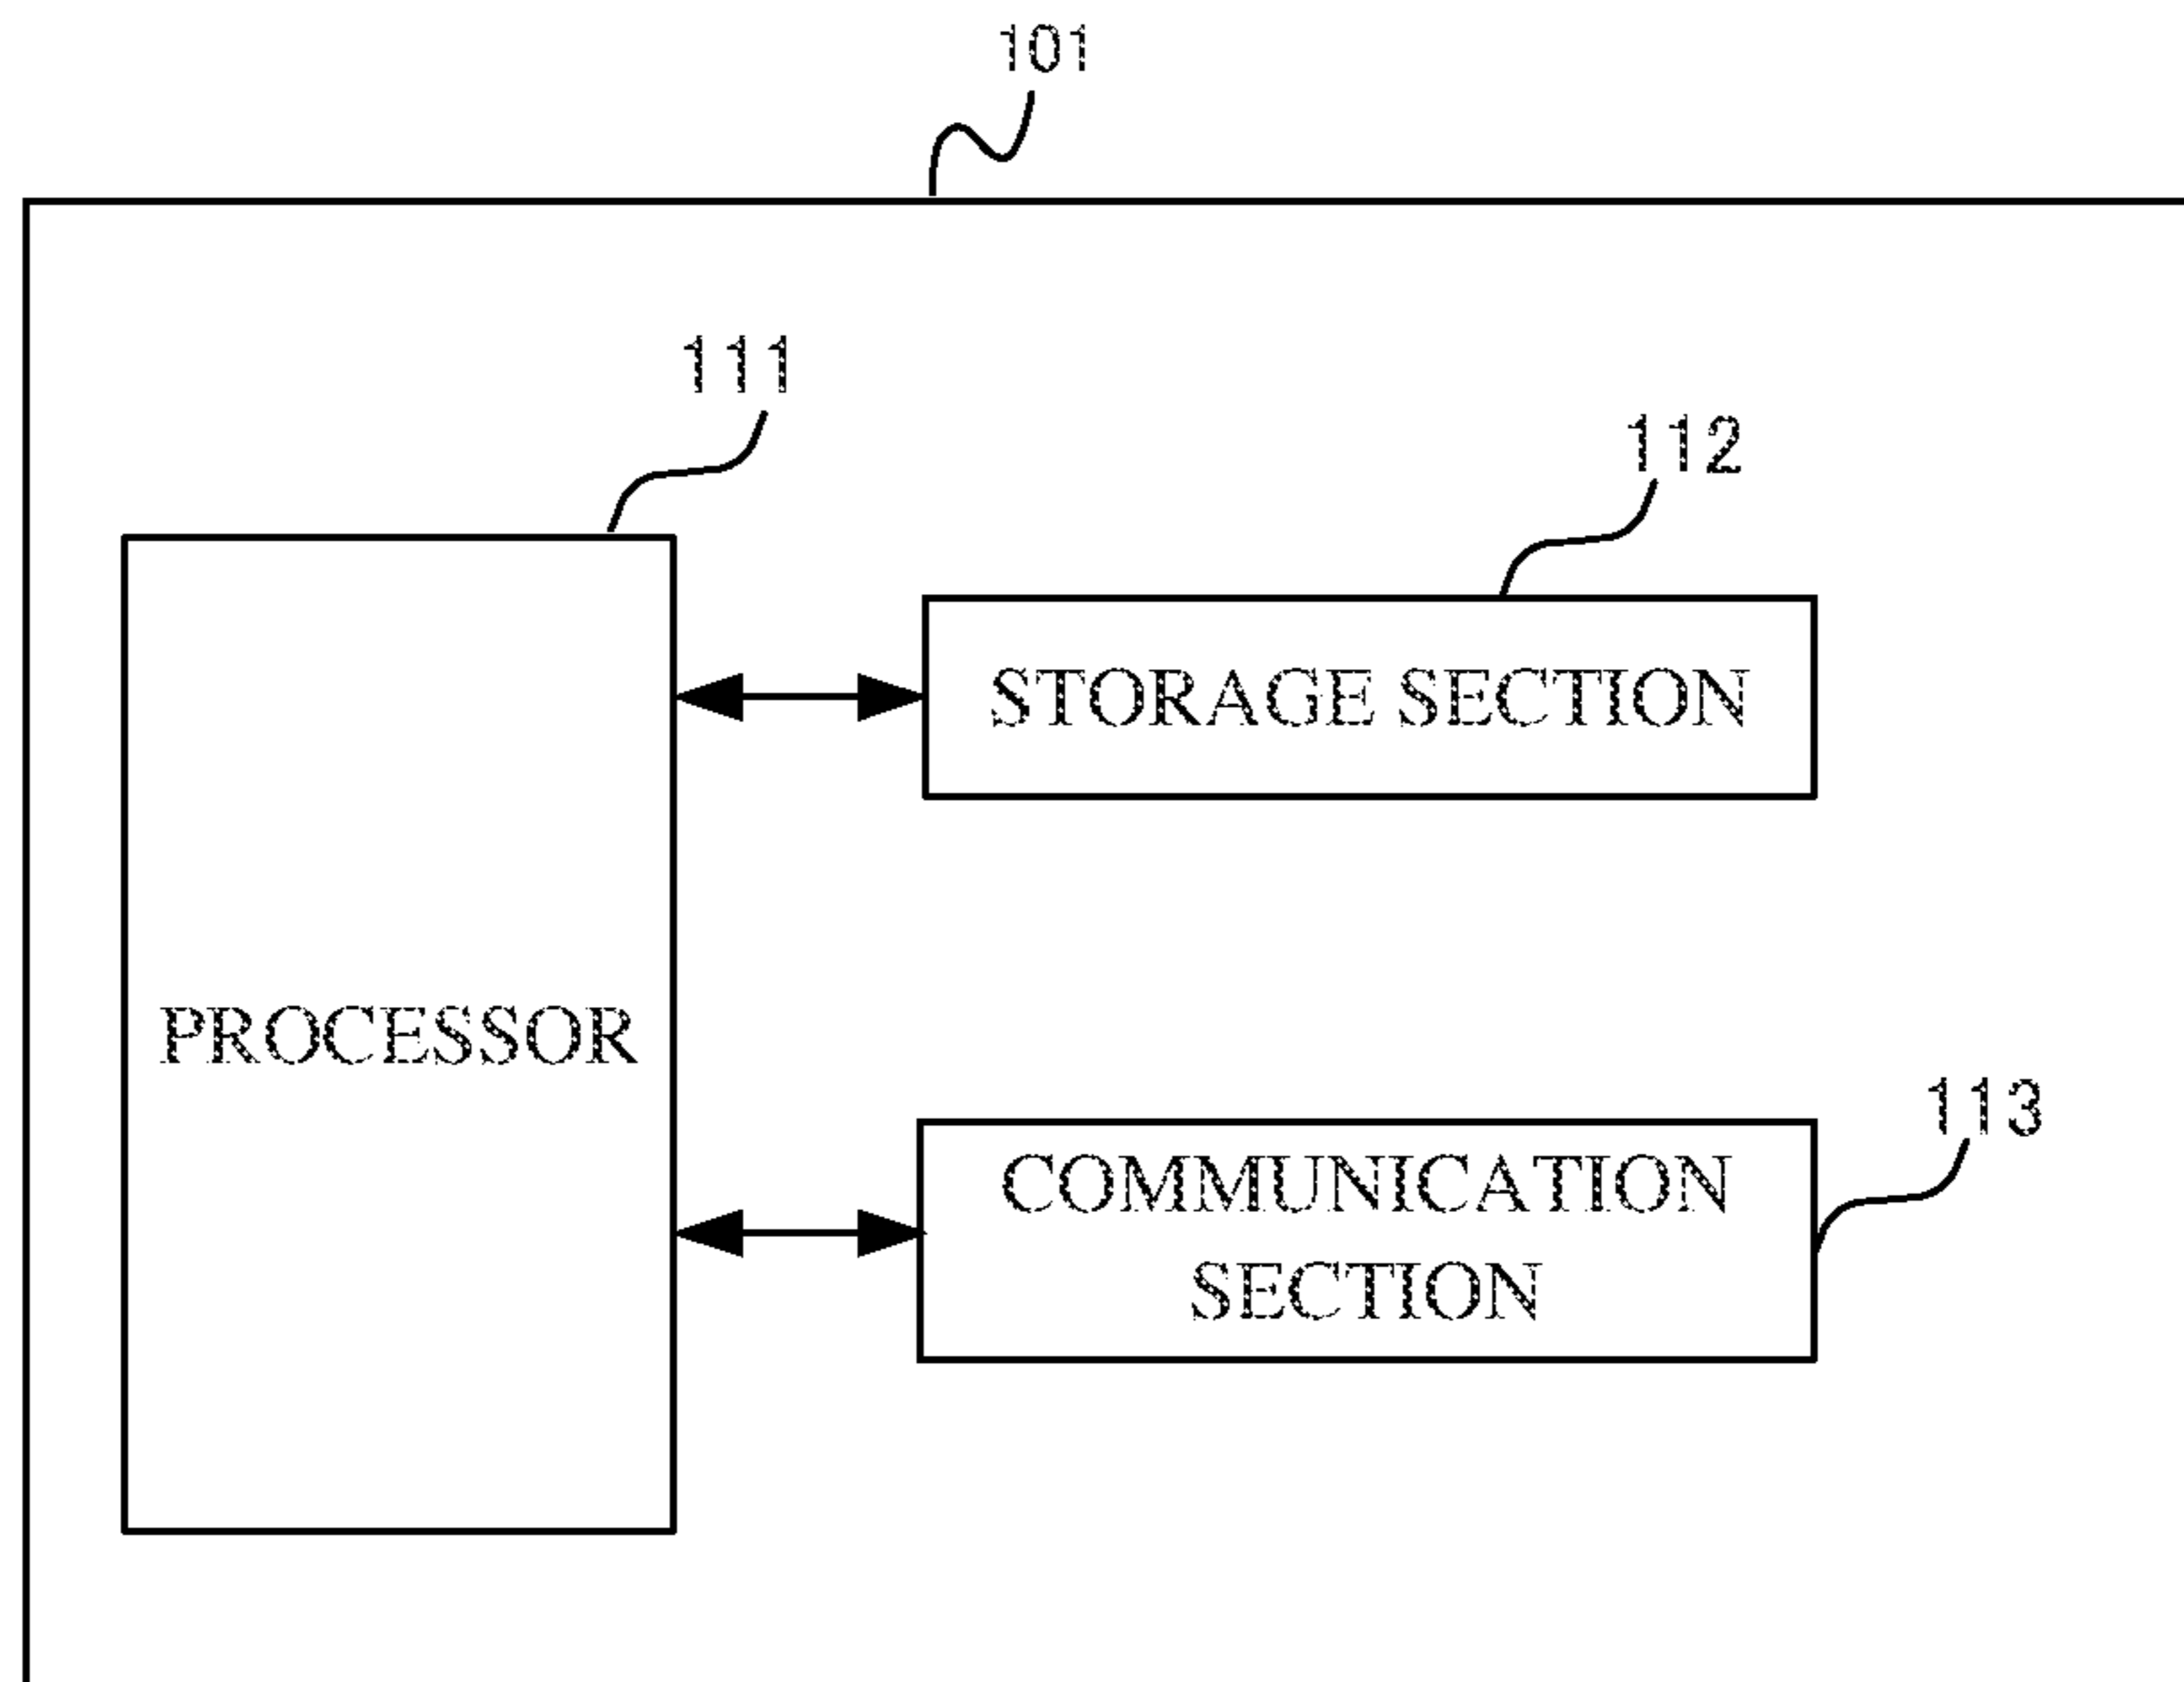 101
111
112
STORAGE SECTION
PROCESSOR
113
COMMUNICATION
SECTION